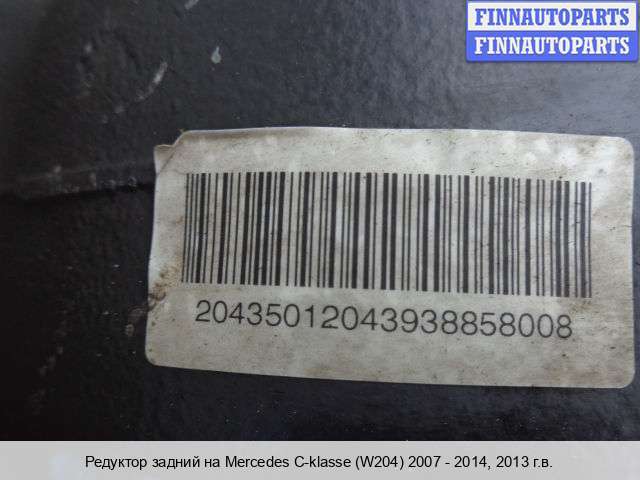 FINNAUTOPARTS
FINNAUTOPARTS
20435012043938858008
Редуктор задний на Mercedes C-klasse (W204) 2007 - 2014, 2013 г.в.